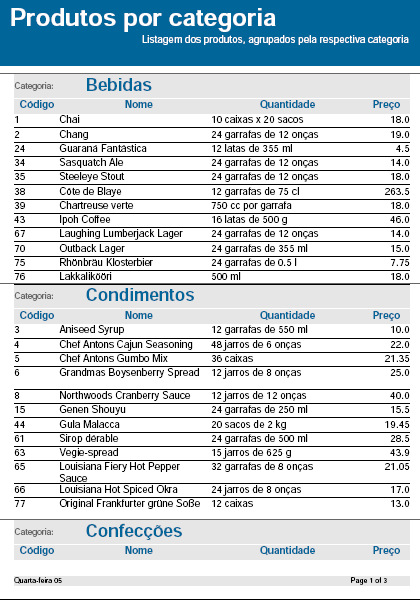 Produtos por categoria
Listagem dos produtos, agrupados pela respectiva categoria
Categoria: Bebidas
Código Nome Quantidade Preço
1 Chai 10 caixas x 20 sacos 18.0
2 Chang 24 garrafas de 12 onças 19.0
24 Guaraná Fantástica 12 latas de 355 ml 4.5
34 Sasquatch Ale 24 garrafas de 12 onças 14.0
35 Steeleye Stout 24 garrafas de 12 onças 18.0
38 Côte de Blaye 12 garrafas de 75 cl 263.5
39 Chartreuse verte 750 cc por garrafa 18.0
43 Ipoh Coffee 16 latas de 500 g 46.0
67 Laughing Lumberjack Lager 24 garrafas de 12 onças 14.0
70 Outback Lager 24 garrafas de 355 ml 15.0
75 Rhönbräu Klosterbier 24 garrafas de 0.5 l 7.75
76 Lakkalikööri 500 ml 18.0
Categoria: Condimentos
Código Nome Quantidade Preço
3 Aniseed Syrup 12 garrafas de 550 ml 10.0
4 Chef Antons Cajun Seasoning 48 jarros de 6 onças 22.0
5 Chef Antons Gumbo Mix 36 caixas 21.35
6 Grandmas Boysenberry Spread 12 jarros de 8 onças 25.0
8 Northwoods Cranberry Sauce 12 jarros de 12 onças 40.0
15 Genen Shouyu 24 garrafas de 250 ml 15.5
44 Gula Malacca 20 sacos de 2 kg 19.45
61 Sirop dérable 24 garrafas de 500 ml 28.5
63 Vegie-spread 15 jarros de 625 g 43.9
65 Louisiana Fiery Hot Pepper 32 garrafas de 8 onças 21.05
Sauce
66 Louisiana Hot Spiced Okra 24 jarros de 8 onças 17.0
77 Original Frankfurter grüne Soße 12 caixas 13.0
Categoria: Confecções
Código Nome Quantidade Preço
Quarta-feira 05 Page 1 of 3